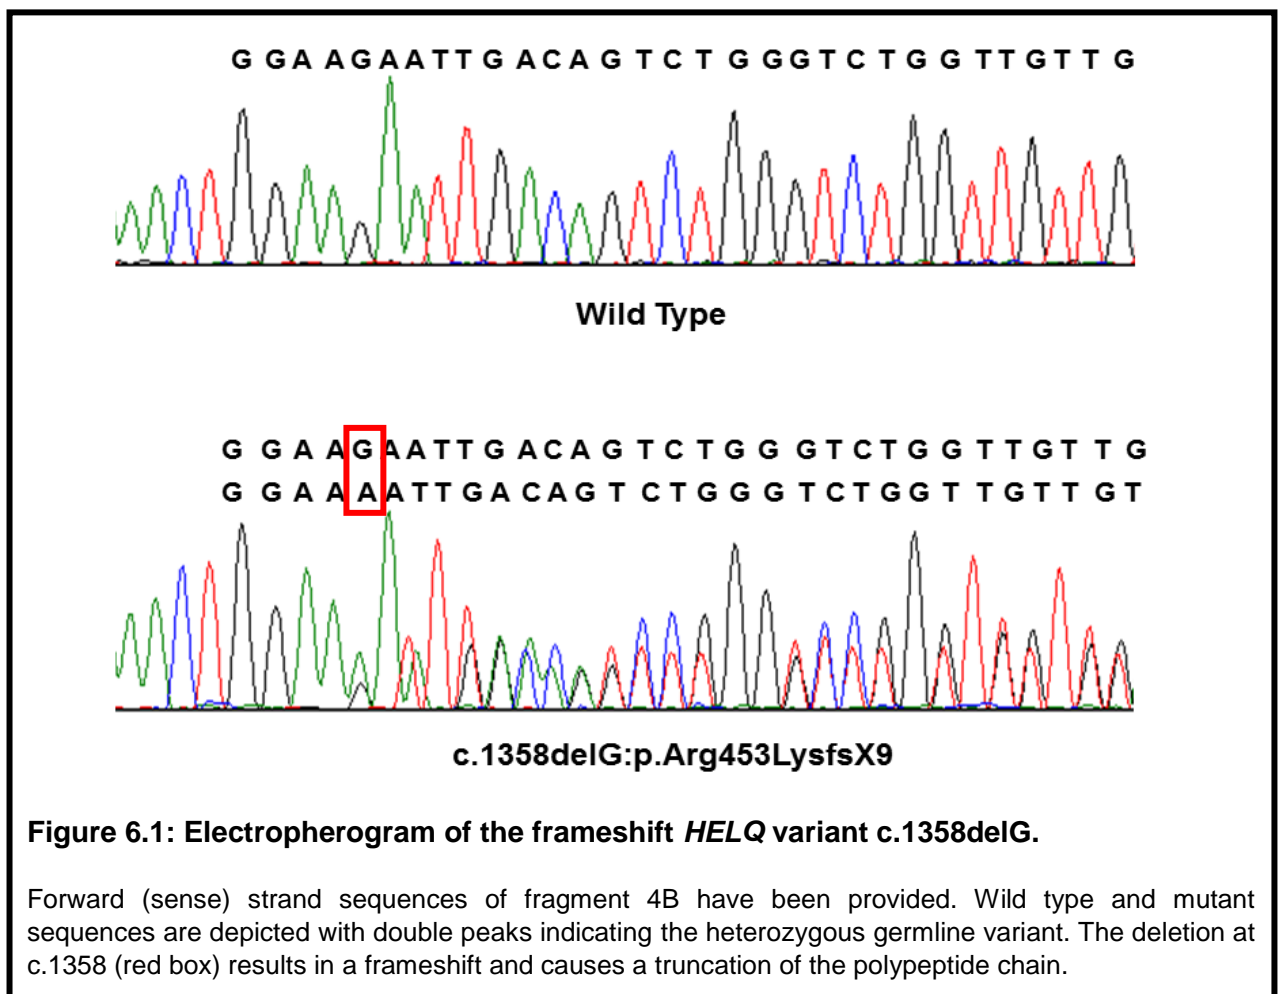 G G A A G A A T T G A C A G T C T G G G T C T G G T T G T T G
Wild Type
G G A A G A A T T G A C A G T C T G G G T C T G G T T G T T G
G G A A A A T T G A C A G T C T G G G T C T G G T T G T T G T
c.1358delG:p.Arg453LysfsX9
Figure 6.1: Electropherogram of the frameshift HELQ variant c.1358delG.
Forward (sense) strand sequences of fragment 4B have been provided. Wild type and mutant
sequences are depicted with double peaks indicating the heterozygous germline variant. The deletion at
c.1358 (red box) results in a frameshift and causes a truncation of the polypeptide chain.